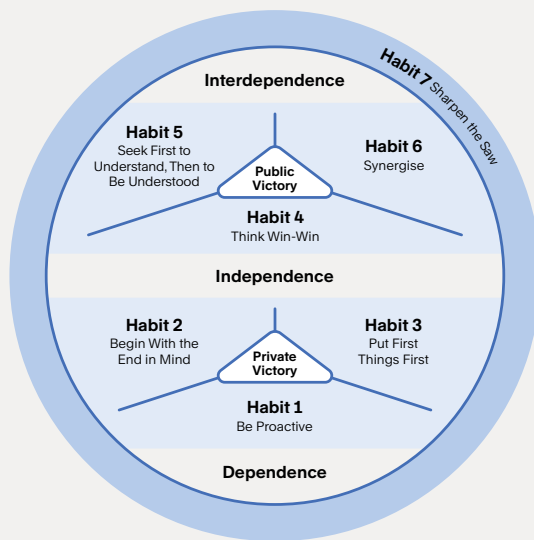 Habit 7 Sharpen the Saw
Interdependence
Habit 5
Seek First to
Understand, Then to
Be Understood
Habit 6
Synergise
Public
Victory
Habit 4
Think Win-Win
Independence
Habit 2
Begin With the
End in Mind
Habit 3
Put First
Things First
Private
Victory
Habit 1
Be Proactive
Dependence